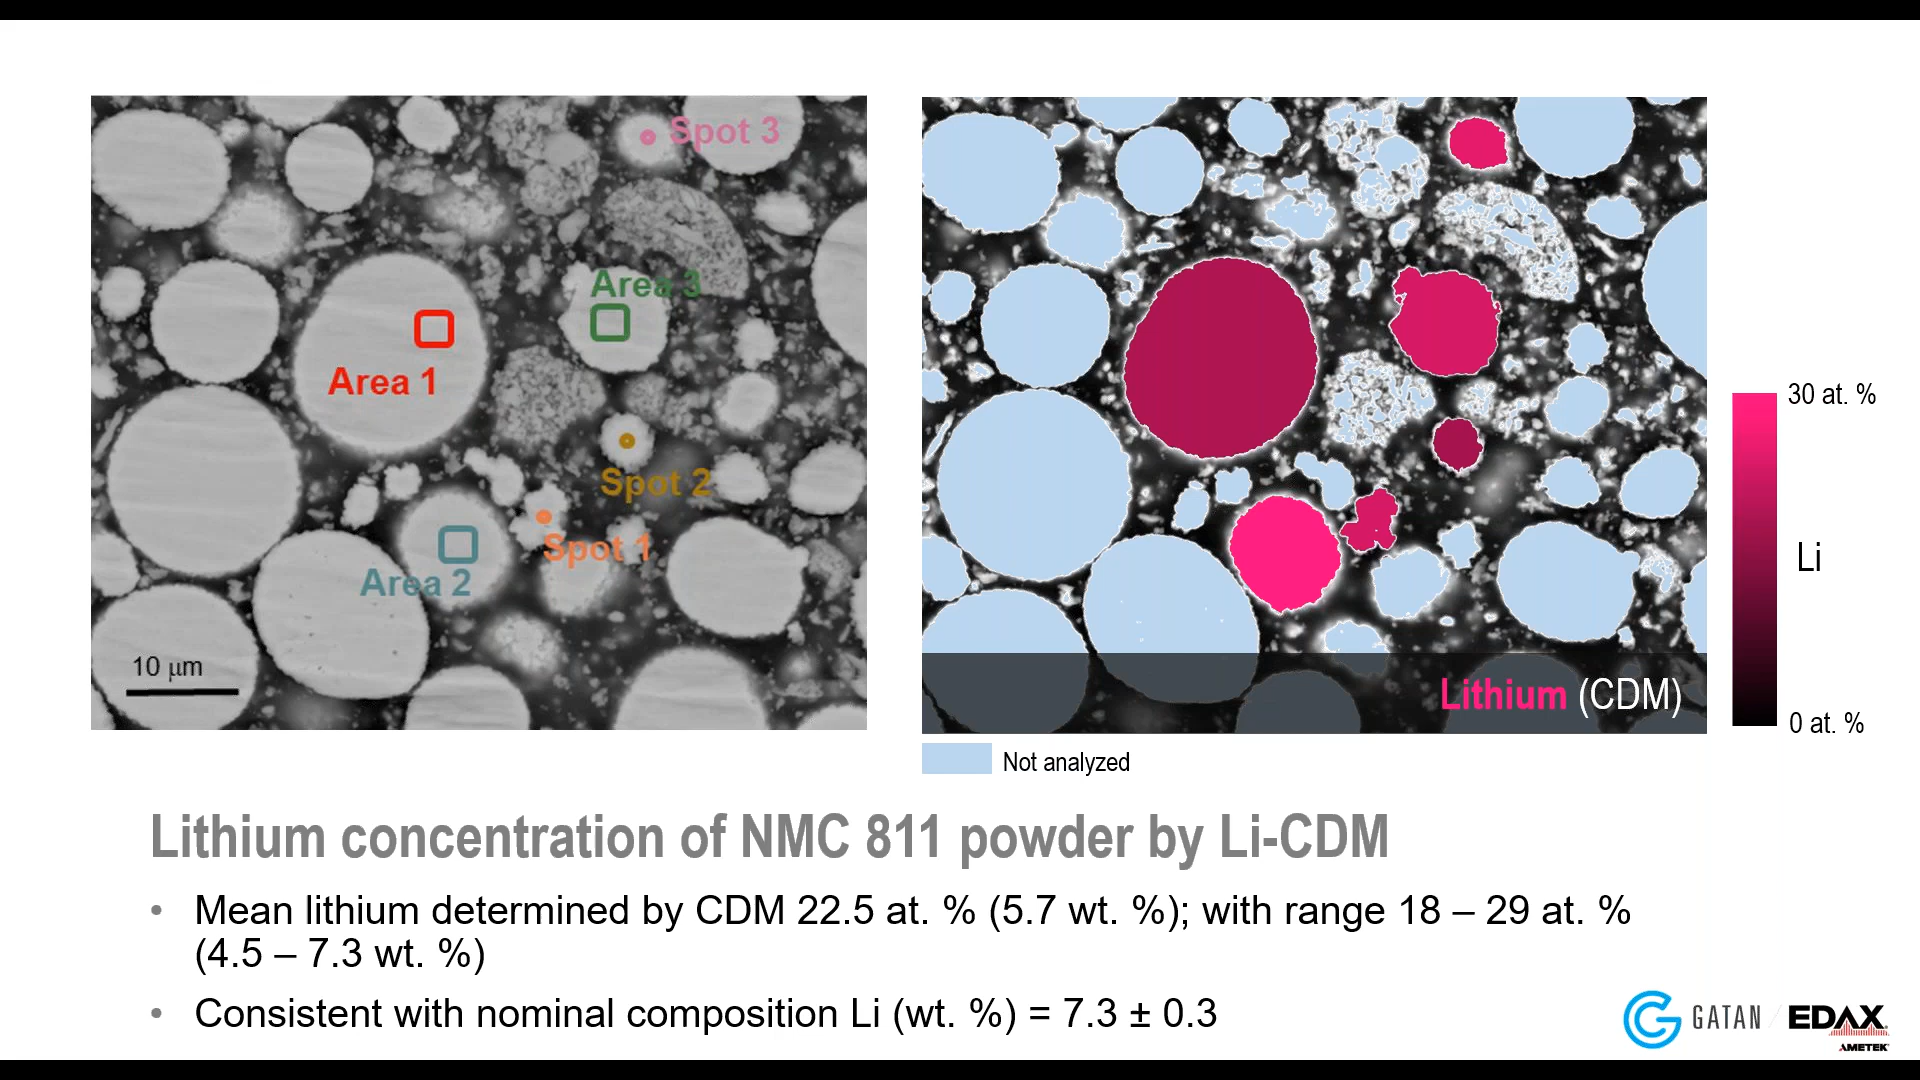 Spot 3
Area 3
Area 1
Spot 2
Spot 1
Area 2
10 μm
Lithium (CDM)
30 at. %
Li
0 at. %
Not analyzed
Lithium concentration of NMC 811 powder by Li-CDM
• Mean lithium determined by CDM 22.5 at. % (5.7 wt. %); with range 18 – 29 at. %
(4.5 – 7.3 wt. %)
• Consistent with nominal composition Li (wt. %) = 7.3 ± 0.3
GATAN / EDAX
AMETEK